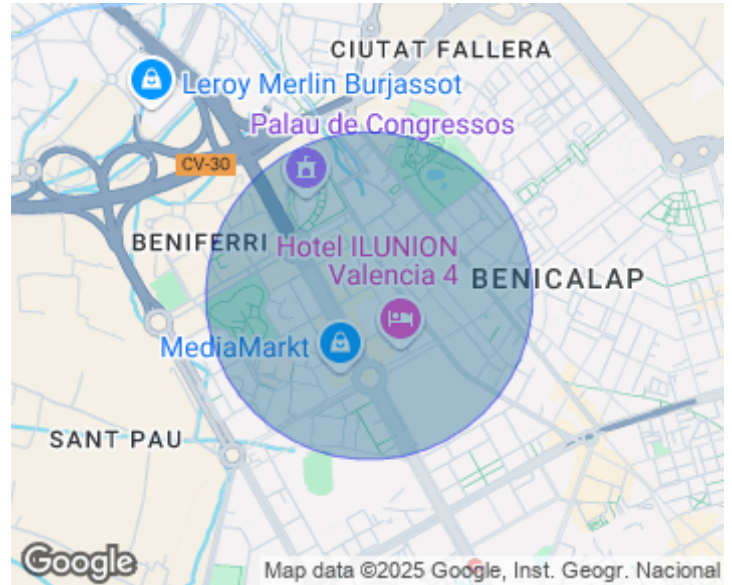 CIUTAT FALLERA
Leroy Merlin Burjassot
Palau de Congressos
CV-30
BENIFERRI
Hotel ILUNION
Valencia 4
BENICALAP
MediaMarkt
SANT PAU
Google
Map data ©2025 Google, Inst. Geogr. Nacional